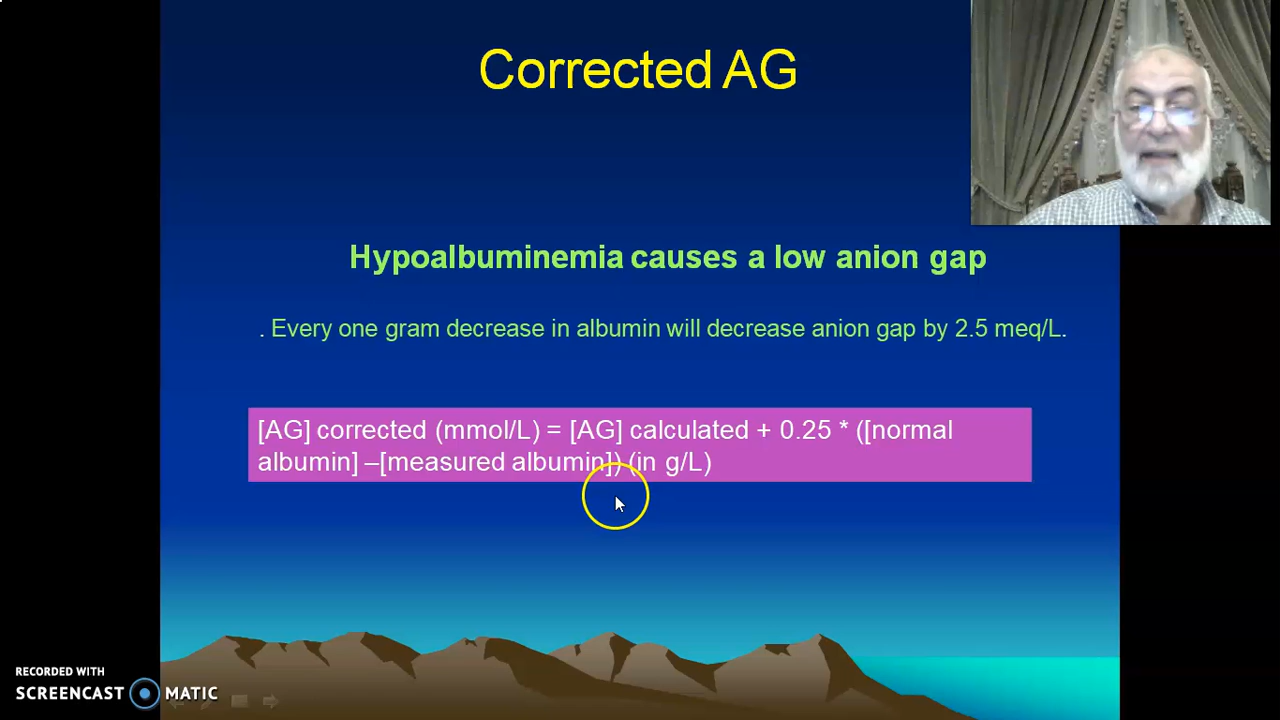 Corrected AG
Hypoalbuminemia causes a low anion gap
. Every one gram decrease in albumin will decrease anion gap by 2.5 meq/L.
[AG] corrected (mmol/L) = [AG] calculated + 0.25 * ([normal
albumin] –[measured albumin]) (in g/L)
RECORDED WITH
SCREENCAST MATIC